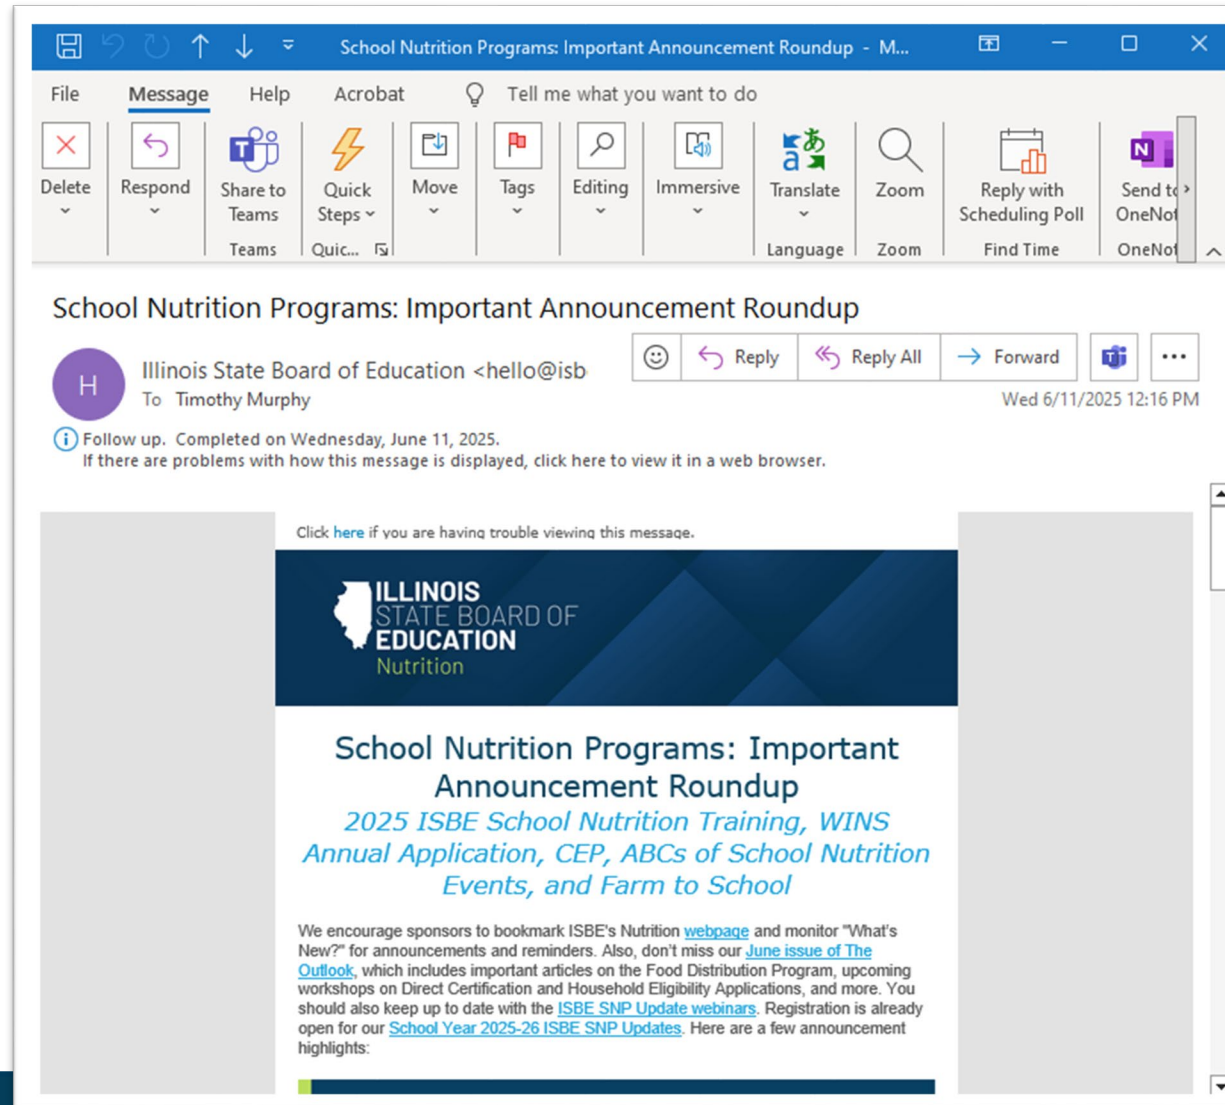 School Nutrition Programs: Important Announcement Roundup - M...
File Message Help Acrobat Tell me what you want to do
Delete Respond Share to Teams Quick Steps Move Tags Editing Immersive Translate Zoom Reply with Scheduling Poll Send to OneNot
Teams Quic... Language Zoom Find Time OneNot
School Nutrition Programs: Important Announcement Roundup
H
Illinois State Board of Education <hello@isb
Reply Reply All Forward
To Timothy Murphy
Wed 6/11/2025 12:16 PM
Follow up. Completed on Wednesday, June 11, 2025.
If there are problems with how this message is displayed, click here to view it in a web browser.
Click here if you are having trouble viewing this message.
ILLINOIS
STATE BOARD OF
EDUCATION
Nutrition
School Nutrition Programs: Important
Announcement Roundup
2025 ISBE School Nutrition Training, WINS
Annual Application, CEP, ABCs of School Nutrition
Events, and Farm to School
We encourage sponsors to bookmark ISBE's Nutrition webpage and monitor "What's
New?" for announcements and reminders. Also, don't miss our June issue of The
Outlook, which includes important articles on the Food Distribution Program, upcoming
workshops on Direct Certification and Household Eligibility Applications, and more. You
should also keep up to date with the ISBE SNP Update webinars. Registration is already
open for our School Year 2025-26 ISBE SNP Updates. Here are a few announcement
highlights: